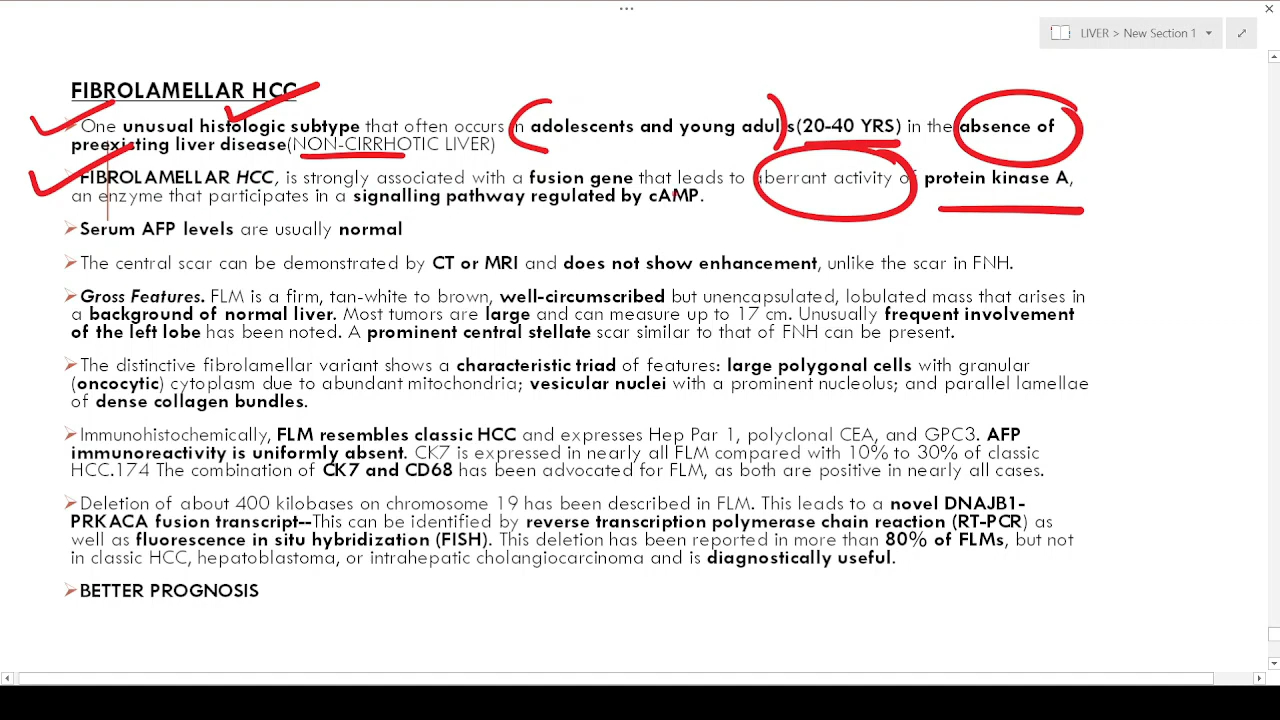 LIVER > New Section 1
FIBROLAMELLAR HCC
One unusual histologic subtype that often occurs in adolescents and young adults(20-40 YRS) in the absence of
preexisting liver disease(NON-CIRRHOTIC LIVER)
FIBROLAMELLAR HCC, is strongly associated with a fusion gene that leads to aberrant activity of protein kinase A,
an enzyme that participates in a signalling pathway regulated by cAMP.
Serum AFP levels are usually normal
The central scar can be demonstrated by CT or MRI and does not show enhancement, unlike the scar in FNH.
Gross Features. FLM is a firm, tan-white to brown, well-circumscribed but unencapsulated, lobulated mass that arises in
a background of normal liver. Most tumors are large and can measure up to 17 cm. Unusually frequent involvement
of the left lobe has been noted. A prominent central stellate scar similar to that of FNH can be present.
The distinctive fibrolamellar variant shows a characteristic triad of features: large polygonal cells with granular
(oncocytic) cytoplasm due to abundant mitochondria; vesicular nuclei with a prominent nucleolus; and parallel lamellae
of dense collagen bundles.
Immunohistochemically, FLM resembles classic HCC and expresses Hep Par 1, polyclonal CEA, and GPC3. AFP
immunoreactivity is uniformly absent. CK7 is expressed in nearly all FLM compared with 10% to 30% of classic
HCC.174 The combination of CK7 and CD68 has been advocated for FLM, as both are positive in nearly all cases.
Deletion of about 400 kilobases on chromosome 19 has been described in FLM. This leads to a novel DNAJB1-
PRKACA fusion transcript--This can be identified by reverse transcription polymerase chain reaction (RT-PCR) as
well as fluorescence in situ hybridization (FISH). This deletion has been reported in more than 80% of FLMs, but not
in classic HCC, hepatoblastoma, or intrahepatic cholangiocarcinoma and is diagnostically useful.
BETTER PROGNOSIS